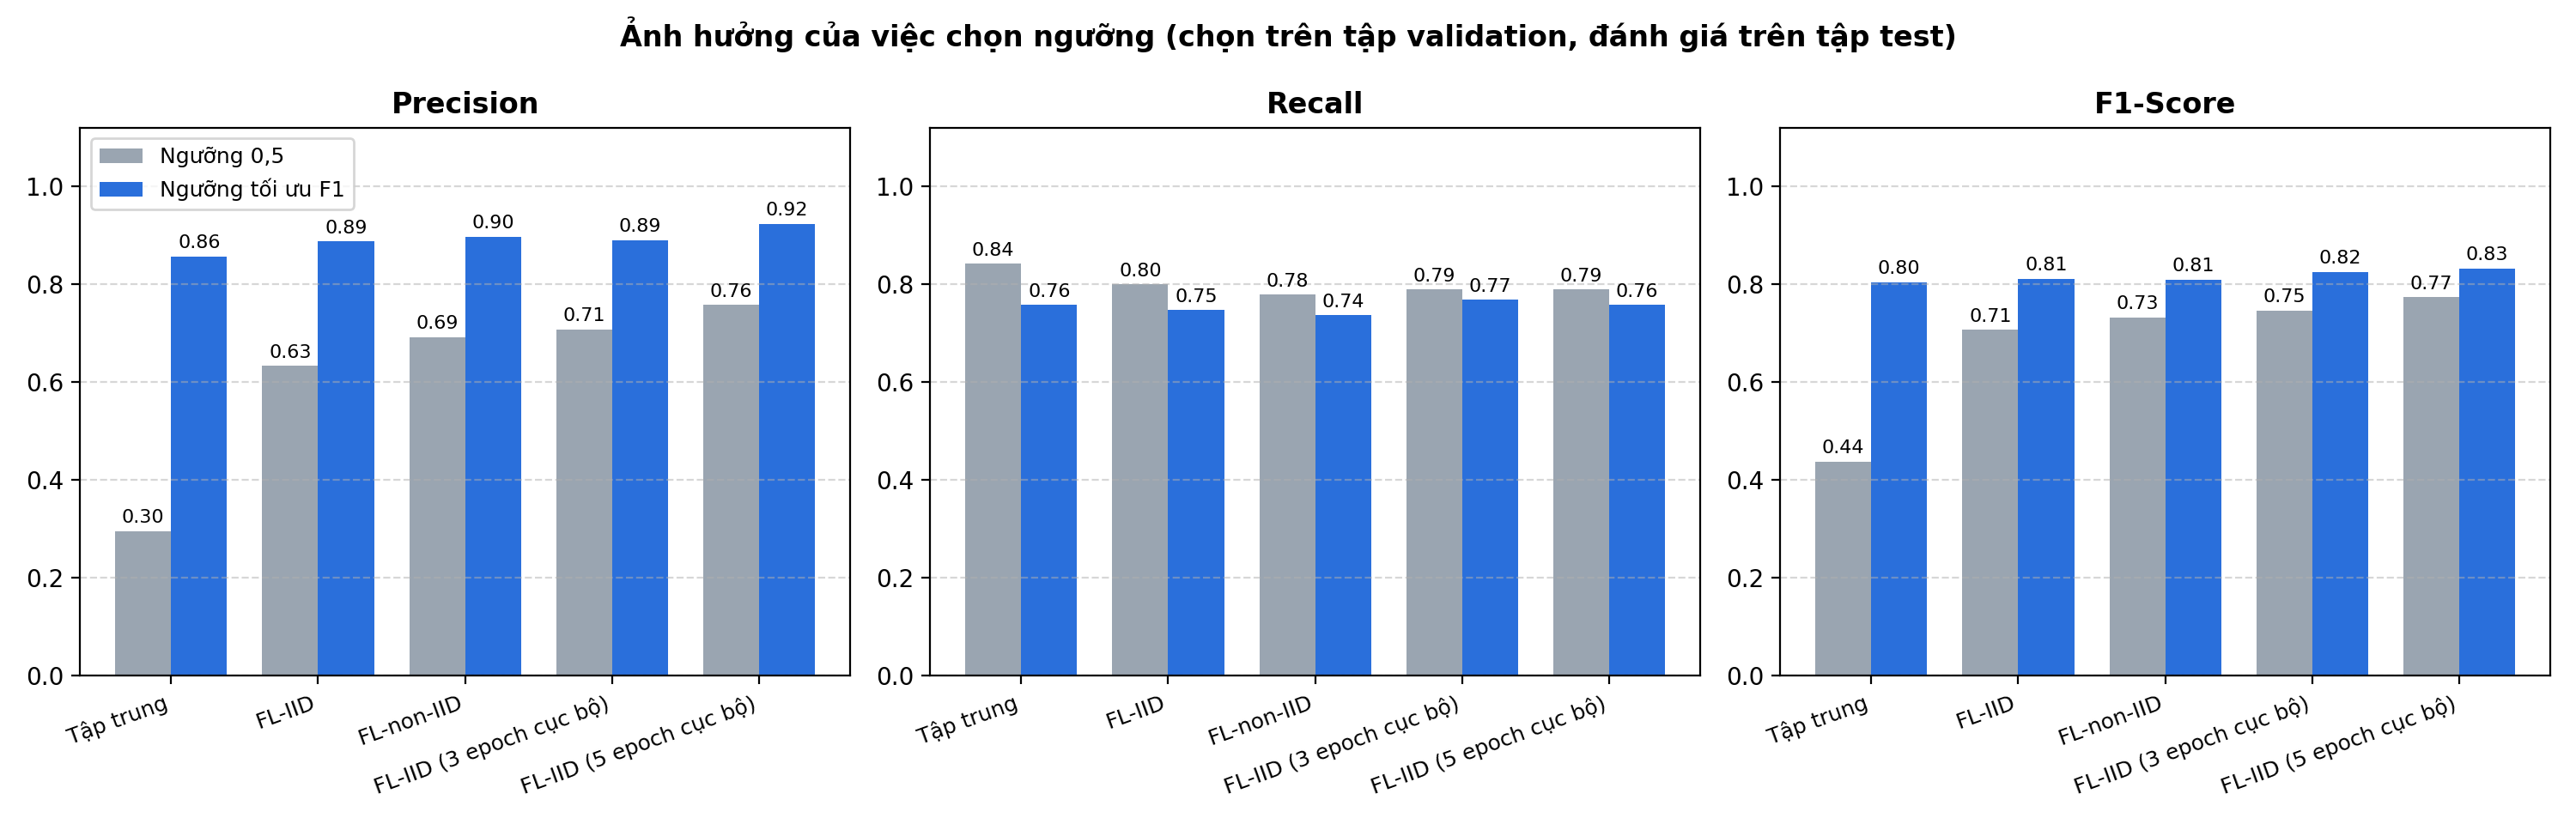 Ảnh hưởng của việc chọn ngưỡng (chọn trên tập validation, đánh giá trên tập test)
Precision
Ngưỡng 0,5
Ngưỡng tối ưu F1
1.0
0.8
0.6
0.4
0.2
0.0
0.30
0.86
0.63
0.89
0.69
0.90
0.71
0.89
0.76
0.92
Tập trung
FL-IID
FL-non-IID
FL-IID (3 epoch cục bộ)
FL-IID (5 epoch cục bộ)
Recall
1.0
0.8
0.6
0.4
0.2
0.0
0.84
0.76
0.80
0.75
0.78
0.74
0.79
0.77
0.79
0.76
Tập trung
FL-IID
FL-non-IID
FL-IID (3 epoch cục bộ)
FL-IID (5 epoch cục bộ)
F1-Score
1.0
0.8
0.6
0.4
0.2
0.0
0.44
0.80
0.71
0.81
0.73
0.81
0.75
0.82
0.77
0.83
Tập trung
FL-IID
FL-non-IID
FL-IID (3 epoch cục bộ)
FL-IID (5 epoch cục bộ)